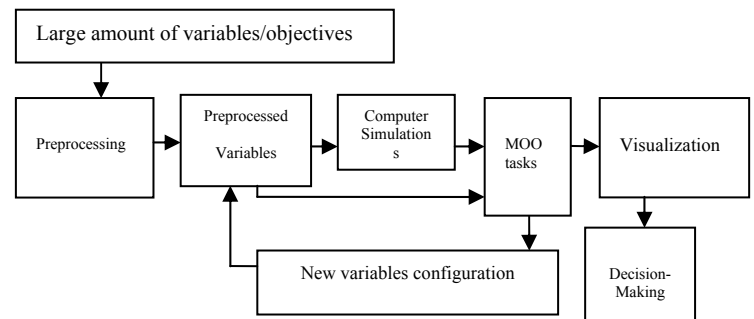 Large amount of variables/objectives
Preprocessing
Preprocessed
Variables
Computer
Simulation
s
MOO
tasks
Visualization
New variables configuration
Decision-
Making